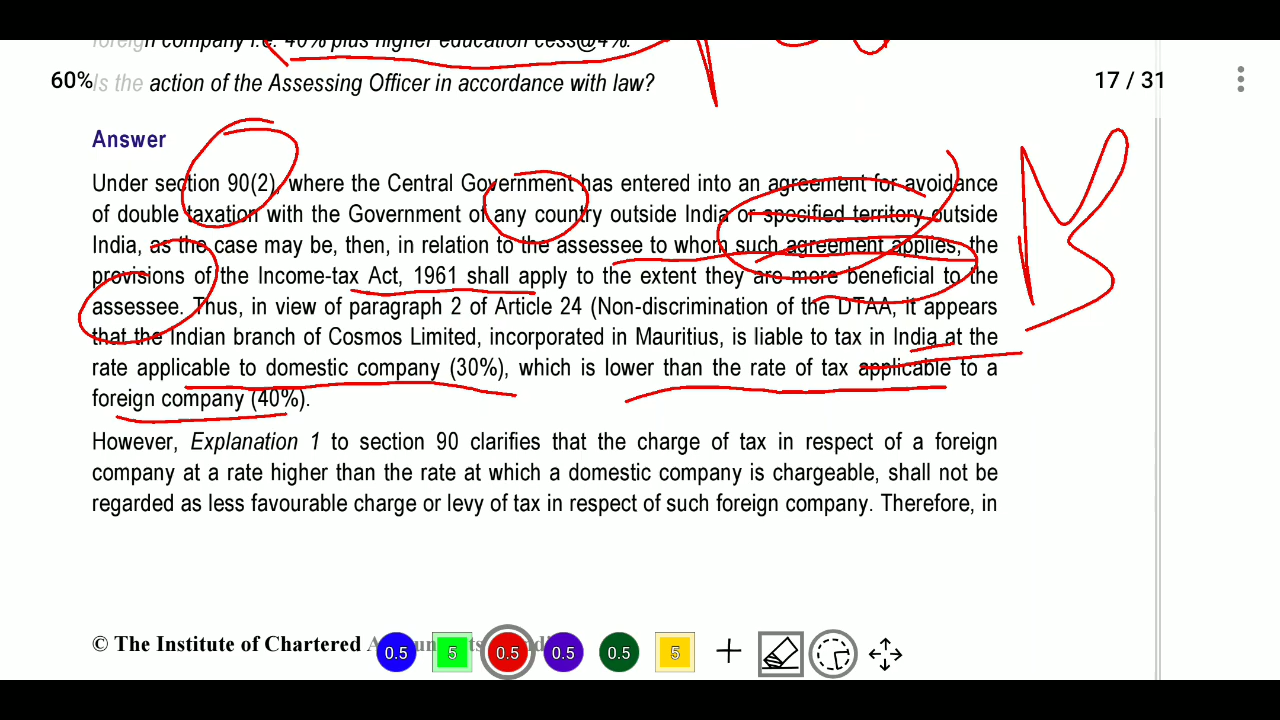 foreign company i.e. 40% plus higher education cess@4%.
60%
17 / 31
Is the action of the Assessing Officer in accordance with law?
Answer
Under section 90(2), where the Central Government has entered into an agreement for avoidance
of double taxation with the Government of any country outside India or specified territory outside
India, as the case may be, then, in relation to the assessee to whom such agreement applies, the
provisions of the Income-tax Act, 1961 shall apply to the extent they are more beneficial to the
assessee. Thus, in view of paragraph 2 of Article 24 (Non-discrimination of the DTAA, it appears
that the Indian branch of Cosmos Limited, incorporated in Mauritius, is liable to tax in India at the
rate applicable to domestic company (30%), which is lower than the rate of tax applicable to a
foreign company (40%).
However, Explanation 1 to section 90 clarifies that the charge of tax in respect of a foreign
company at a rate higher than the rate at which a domestic company is chargeable, shall not be
regarded as less favourable charge or levy of tax in respect of such foreign company. Therefore, in
© The Institute of Chartered
0.5 5 0.5 0.5 0.5 5